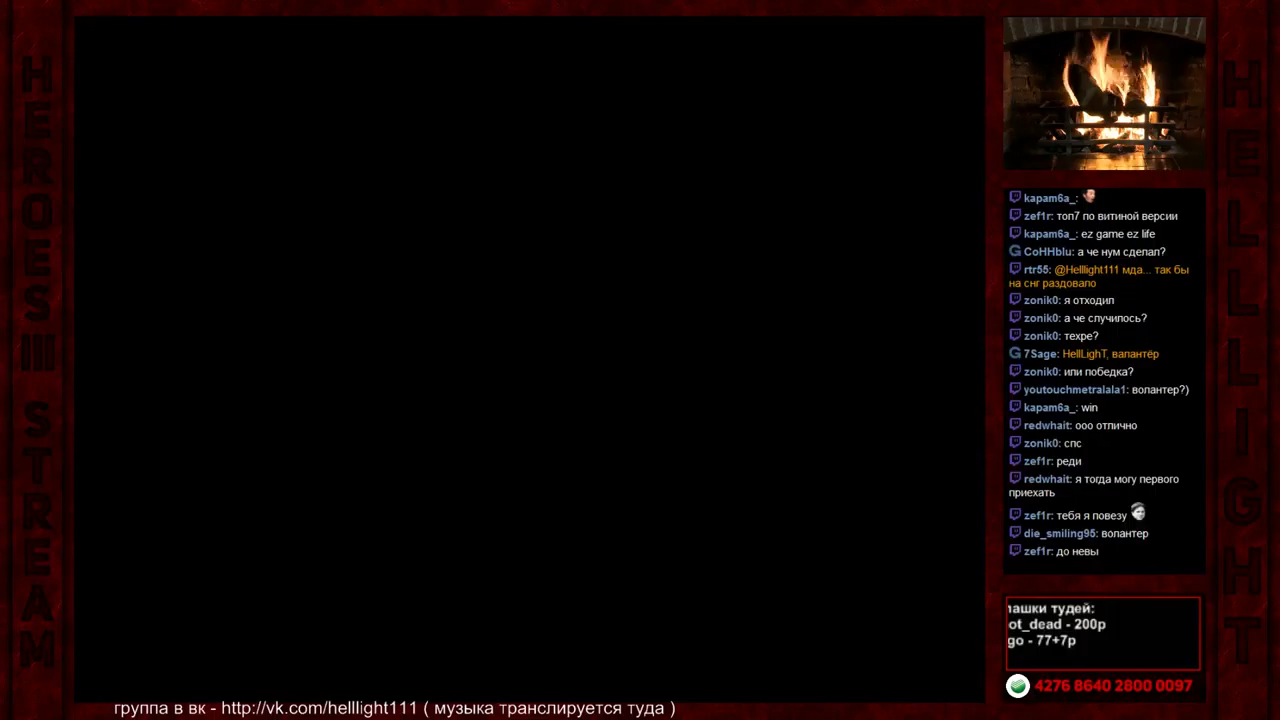 HEROES III STREAM
kapam6a_:
zef1r: топ7 по витиной версии
kapam6a_: ez game ez life
CoHHblu: а че нум сделал?
rtr55: @Helllight111 мда... так бы
на снг раздовало
zonik0: я отходил
zonik0: а че случилось?
zonik0: техре?
7Sage: HellLighT, вапантёр
zonik0: или победка?
youtouchmetralala1: вопантер?)
kapam6a_: win
redwhait: ооо отлично
zonik0: спс
zef1r: реди
redwhait: я тогда могу первого
приехать
zef1r: тебя я повезу
die_smiling95: вопантер
zef1r: до невы
лашки тудей:
ot_dead - 200р
go - 77+7р
4276 8640 2800 0097
группа в вк - http://vk.com/helllight111 ( музыка транслируется туда )
HELLLIGHT